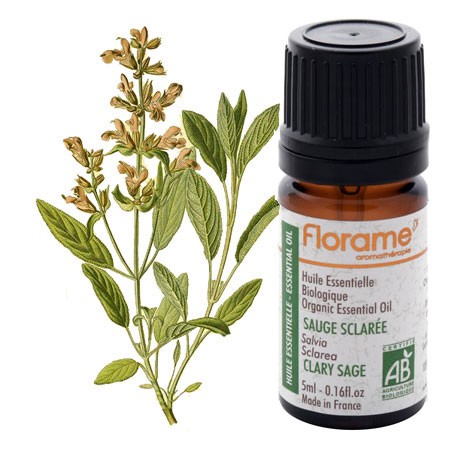 Florame
aromathérapie
HUILE ESSENTIELLE - ESSENTIAL OIL
Huile Essentielle
Biologique
Organic Essential Oil
SAUGE SCLARÉE
Salvia
Sclarea
CLARY SAGE
5ml - 0.16fl.oz
Made in France
CERTIFIÉ
AB
AGRICULTURE
BIOLOGIQUE